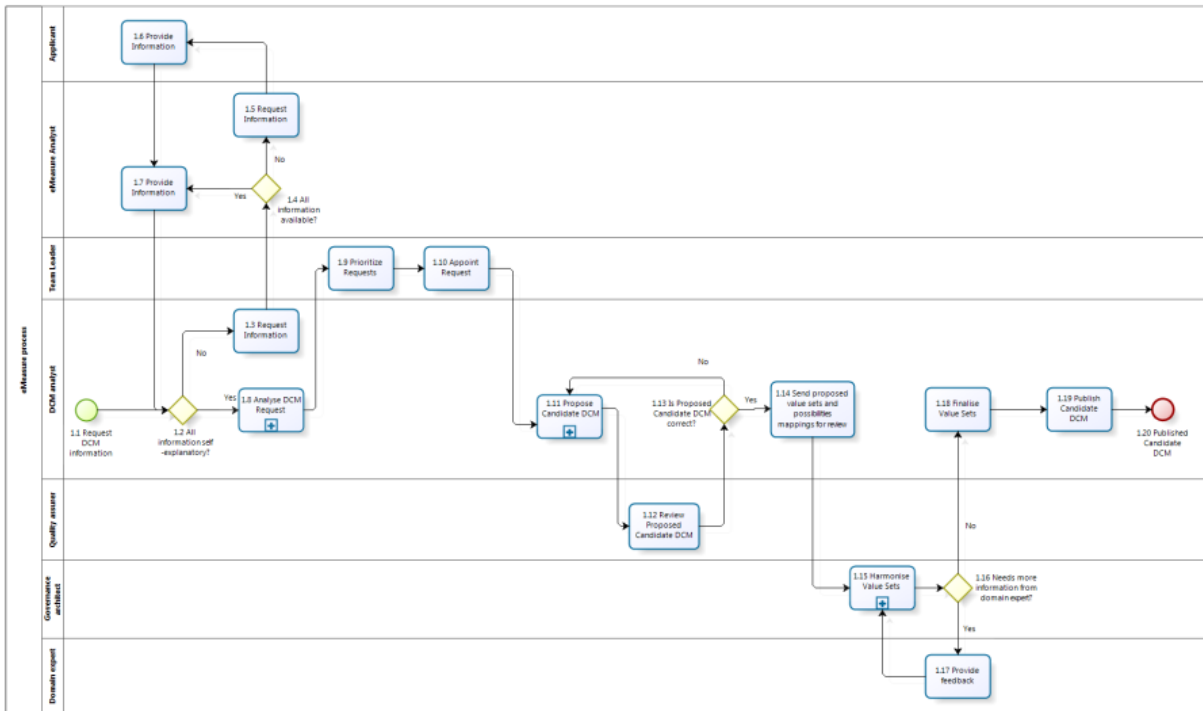 eMeasure process
Applicant
1.6 Provide
Information
eMeasure Analyst
1.5 Request
Information
No
1.7 Provide
Information
Yes
1.4 All
information
available?
Team Leader
1.9 Prioritize
Requests
1.10 Appoint
Request
DCM analyst
1.3 Request
Information
No
1.1 Request
DCM
information
1.2 All
information self
-explanatory?
Yes
1.8 Analyse DCM
Request
1.11 Propose
Candidate DCM
No
1.13 Is Proposed
Candidate DCM
correct?
Yes
1.14 Send proposed
value sets and
possibilities
mappings for review
1.18 Finalise
Value Sets
1.19 Publish
Candidate
DCM
1.20 Published
Candidate
DCM
Quality assurer
1.12 Review
Proposed
Candidate DCM
No
Governance
architect
1.15 Harmonise
Value Sets
1.16 Needs more
information from
domain expert?
Yes
Domain expert
1.17 Provide
feedback